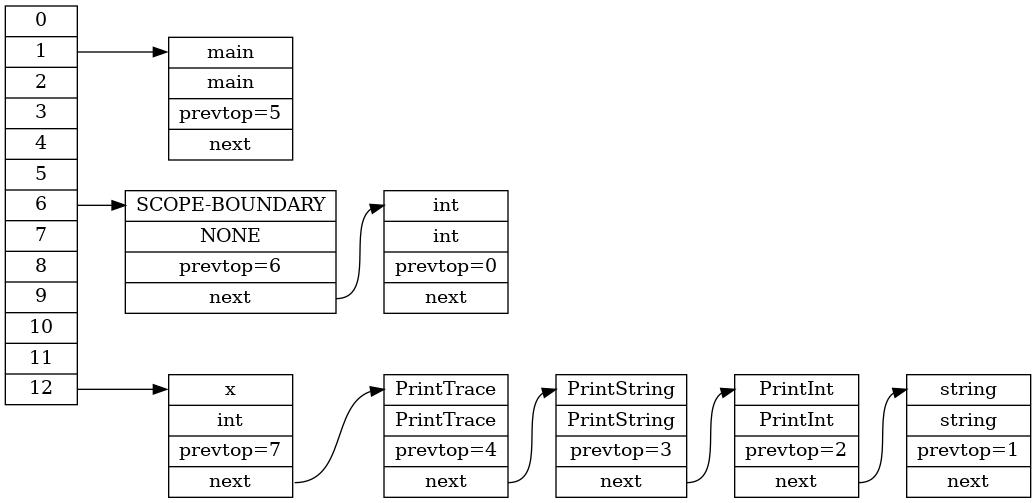 0
1
2
3
4
5
6
7
8
9
10
11
12
main
main
prevtop=5
next
SCOPE-BOUNDARY
NONE
prevtop=6
next
int
int
prevtop=0
next
x
int
prevtop=7
next
PrintTrace
PrintTrace
prevtop=4
next
PrintString
PrintString
prevtop=3
next
PrintInt
PrintInt
prevtop=2
next
string
string
prevtop=1
next